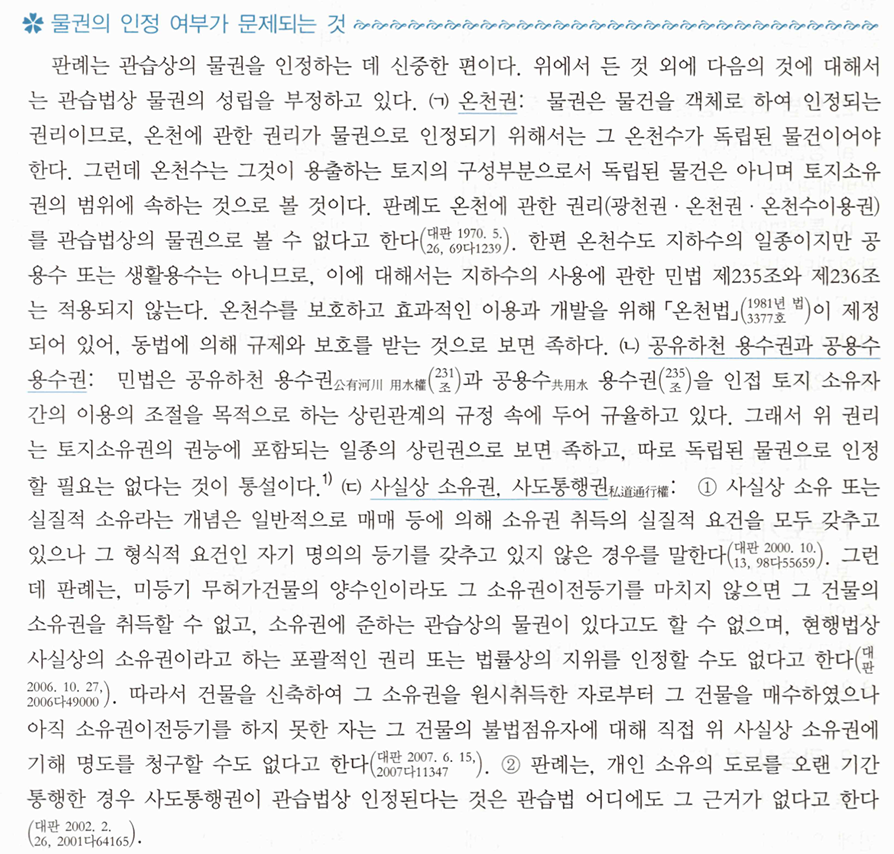 ✽ 물권의 인정 여부가 문제되는 것
판례는 관습상의 물권을 인정하는 데 신중한 편이다. 위에서 든 것 외에 다음의 것에 대해서
는 관습법상 물권의 성립을 부정하고 있다. ㈀ 온천권: 물권은 물건을 객체로 하여 인정되는
권리이므로, 온천에 관한 권리가 물권으로 인정되기 위해서는 그 온천수가 독립된 물건이어야
한다. 그런데 온천수는 그것이 용출하는 토지의 구성부분으로서 독립된 물건은 아니며 토지소유
권의 범위에 속하는 것으로 볼 것이다. 판례도 온천에 관한 권리(광천권 · 온천권 · 온천수이용권)
를 관습법상의 물권으로 볼 수 없다고 한다(대판 1970. 5. 26, 69다1239). 한편 온천수도 지하수의 일종이지만 공
용수 또는 생활용수는 아니므로, 이에 대해서는 지하수의 사용에 관한 민법 제235조와 제236조
는 적용되지 않는다. 온천수를 보호하고 효과적인 이용과 개발을 위해 「온천법」(1981년 법 3377호)이 제정
되어 있어, 동법에 의해 규제와 보호를 받는 것으로 보면 족하다. ㈁ 공유하천 용수권과 공용수
용수권: 민법은 공유하천 용수권公有河川 用水權(231조)과 공용수共用水 용수권(235조)을 인접 토지 소유자
간의 이용의 조절을 목적으로 하는 상린관계의 규정 속에 두어 규율하고 있다. 그래서 위 권리
는 토지소유권의 권능에 포함되는 일종의 상린권으로 보면 족하고, 따로 독립된 물권으로 인정
할 필요는 없다는 것이 통설이다.1) ㈂ 사실상 소유권, 사도통행권私道通行權: ① 사실상 소유 또는
실질적 소유라는 개념은 일반적으로 매매 등에 의해 소유권 취득의 실질적 요건을 모두 갖추고
있으나 그 형식적 요건인 자기 명의의 등기를 갖추고 있지 않은 경우를 말한다(대판 2000. 10. 13, 98다55659). 그런
데 판례는, 미등기 무허가건물의 양수인이라도 그 소유권이전등기를 마치지 않으면 그 건물의
소유권을 취득할 수 없고, 소유권에 준하는 관습상의 물권이 있다고도 할 수 없으며, 현행법상
사실상의 소유권이라고 하는 포괄적인 권리 또는 법률상의 지위를 인정할 수도 없다고 한다(대판
2006. 10. 27, 2006다49000). 따라서 건물을 신축하여 그 소유권을 원시취득한 자로부터 그 건물을 매수하였으나
아직 소유권이전등기를 하지 못한 자는 그 건물의 불법점유자에 대해 직접 위 사실상 소유권에
기해 명도를 청구할 수도 없다고 한다(대판 2007. 6. 15, 2007다11347). ② 판례는, 개인 소유의 도로를 오랜 기간
통행한 경우 사도통행권이 관습법상 인정된다는 것은 관습법 어디에도 그 근거가 없다고 한다
(대판 2002. 2. 26, 2001다64165).